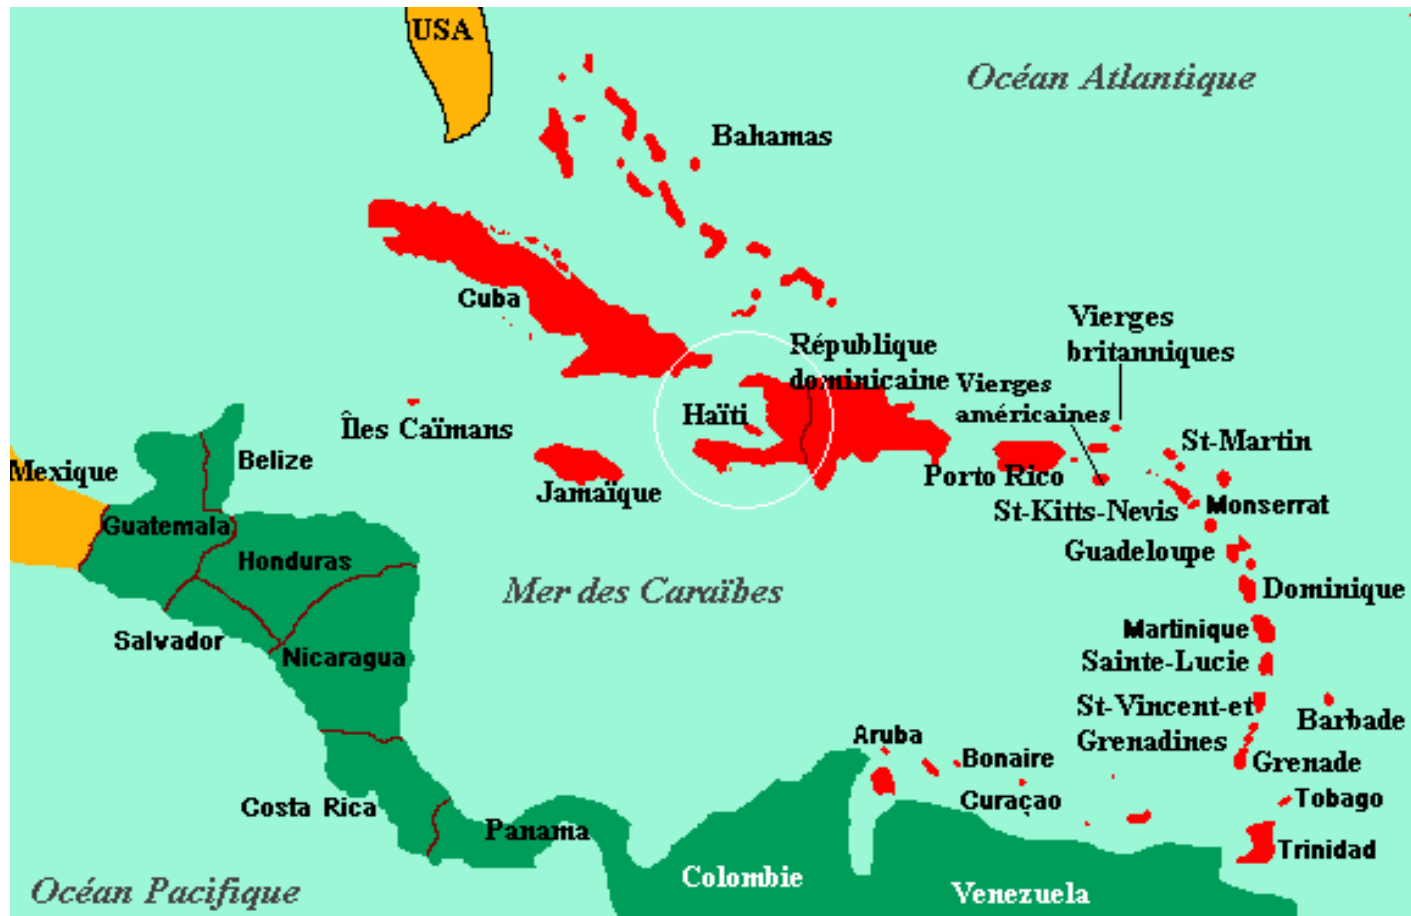 USA
Océan Atlantique
Bahamas
Cuba
Vierges
britanniques
République
dominicaine
Vierges
américaines
Haïti
Îles Caïmans
St-Martin
Belize
Mexique
Jamaïque
Porto Rico
St-Kitts-Nevis
Monserrat
Guatemala
Honduras
Guadeloupe
Mer des Caraïbes
Dominique
Salvador
Nicaragua
Martinique
Sainte-Lucie
St-Vincent-et
Grenadines
Barbade
Aruba
Bonaire
Grenade
Costa Rica
Curaçao
Tobago
Panama
Trinidad
Colombie
Venezuela
Océan Pacifique